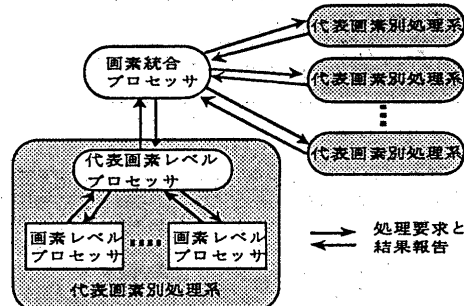 代表画素別処理系
画素統合
プロセッサ
代表画素別処理系
代表画素別処理系
代表画素レベル
プロセッサ
画素レベル
プロセッサ
画素レベル
プロセッサ
代表画素別処理系
処理要求と
結果報告